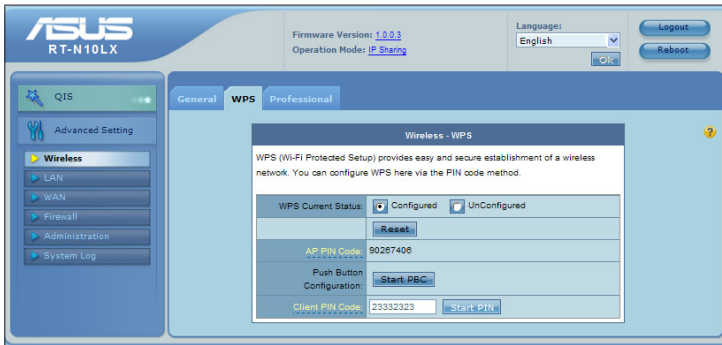 ASUS
RT-N10LX
Firmware Version: 1.0.0.3
Operation Mode: IP Sharing
Language:
English
Ok
Logout
Reboot
QIS
Advanced Setting
Wireless
LAN
WAN
Firewall
Administration
System Log
General WPS Professional
Wireless - WPS
WPS (Wi-Fi Protected Setup) provides easy and secure establishment of a wireless
network. You can configure WPS here via the PIN code method.
WPS Current Status: Configured UnConfigured
Reset
AP PIN Code: 90267406
Push Button
Configuration: Start PBC
Client PIN Code: 23332323 Start PIN
?